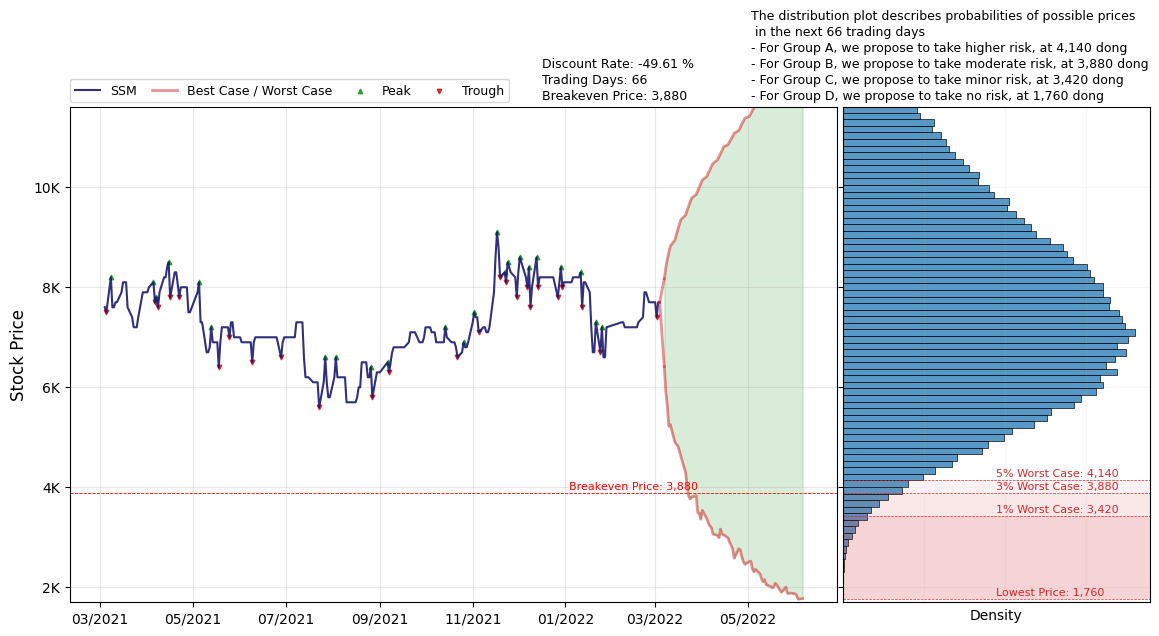 The distribution plot describes probabilities of possible prices
in the next 66 trading days
- For Group A, we propose to take higher risk, at 4,140 dong
- For Group B, we propose to take moderate risk, at 3,880 dong
- For Group C, we propose to take minor risk, at 3,420 dong
- For Group D, we propose to take no risk, at 1,760 dong
Discount Rate: -49.61 %
Trading Days: 66
Breakeven Price: 3,880
SSM
Best Case / Worst Case
Peak
Trough
Stock Price
10K
8K
6K
4K
2K
Breakeven Price: 3,880
5% Worst Case: 4,140
3% Worst Case: 3,880
1% Worst Case: 3,420
Lowest Price: 1,760
03/2021
05/2021
07/2021
09/2021
11/2021
01/2022
03/2022
05/2022
Density